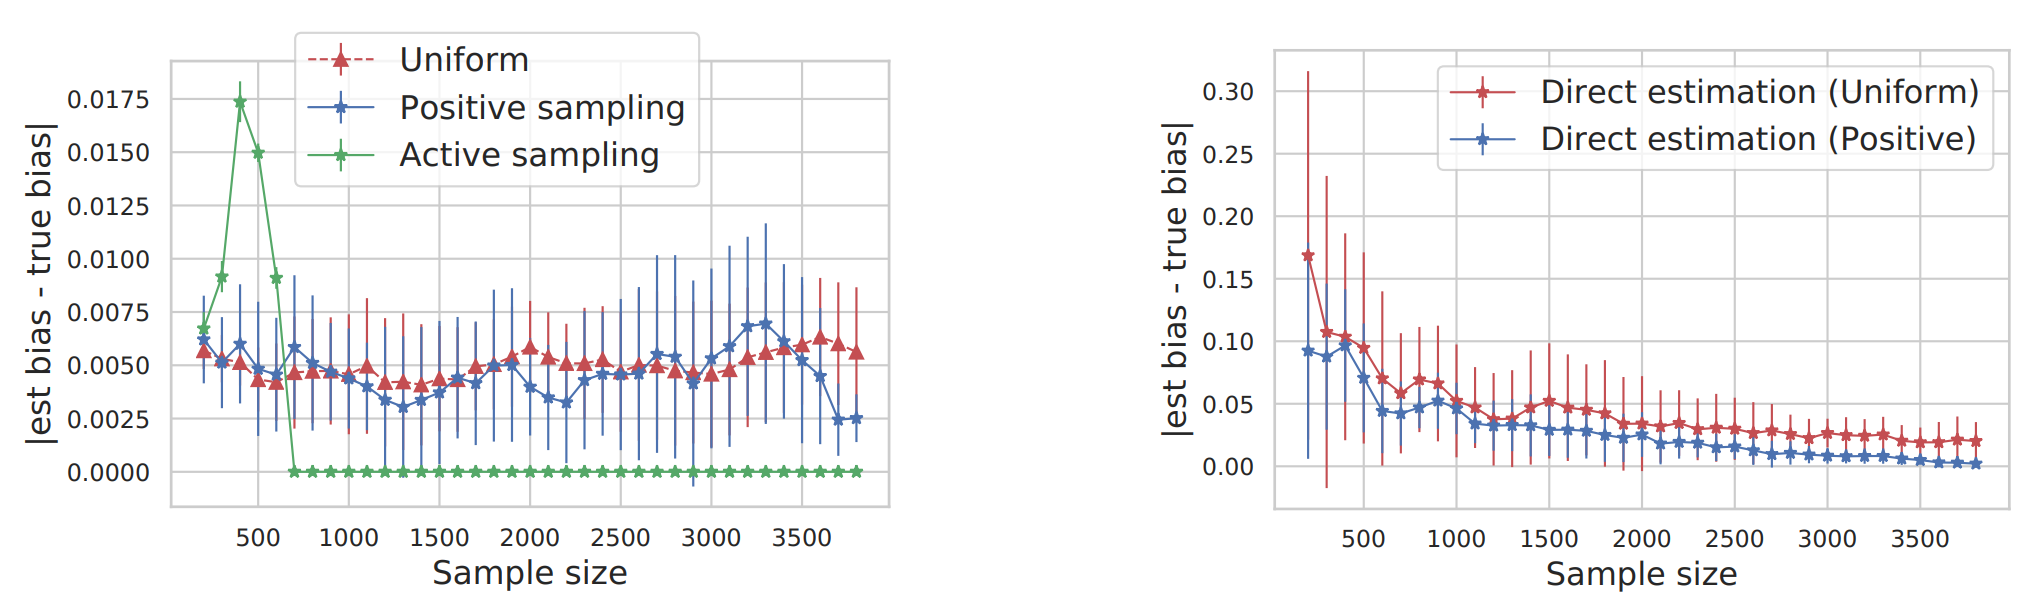 Uniform
Positive sampling
Active sampling
|est bias - true bias|
0.0175
0.0150
0.0125
0.0100
0.0075
0.0050
0.0025
0.0000
500 1000 1500 2000 2500 3000 3500
Sample size
Direct estimation (Uniform)
Direct estimation (Positive)
|est bias - true bias|
0.30
0.25
0.20
0.15
0.10
0.05
0.00
500 1000 1500 2000 2500 3000 3500
Sample size